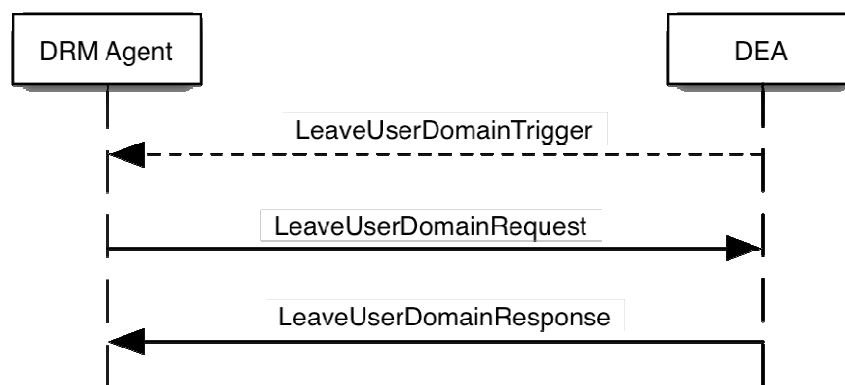 DRM Agent
DEA
LeaveUserDomainTrigger
LeaveUserDomainRequest
LeaveUserDomainResponse